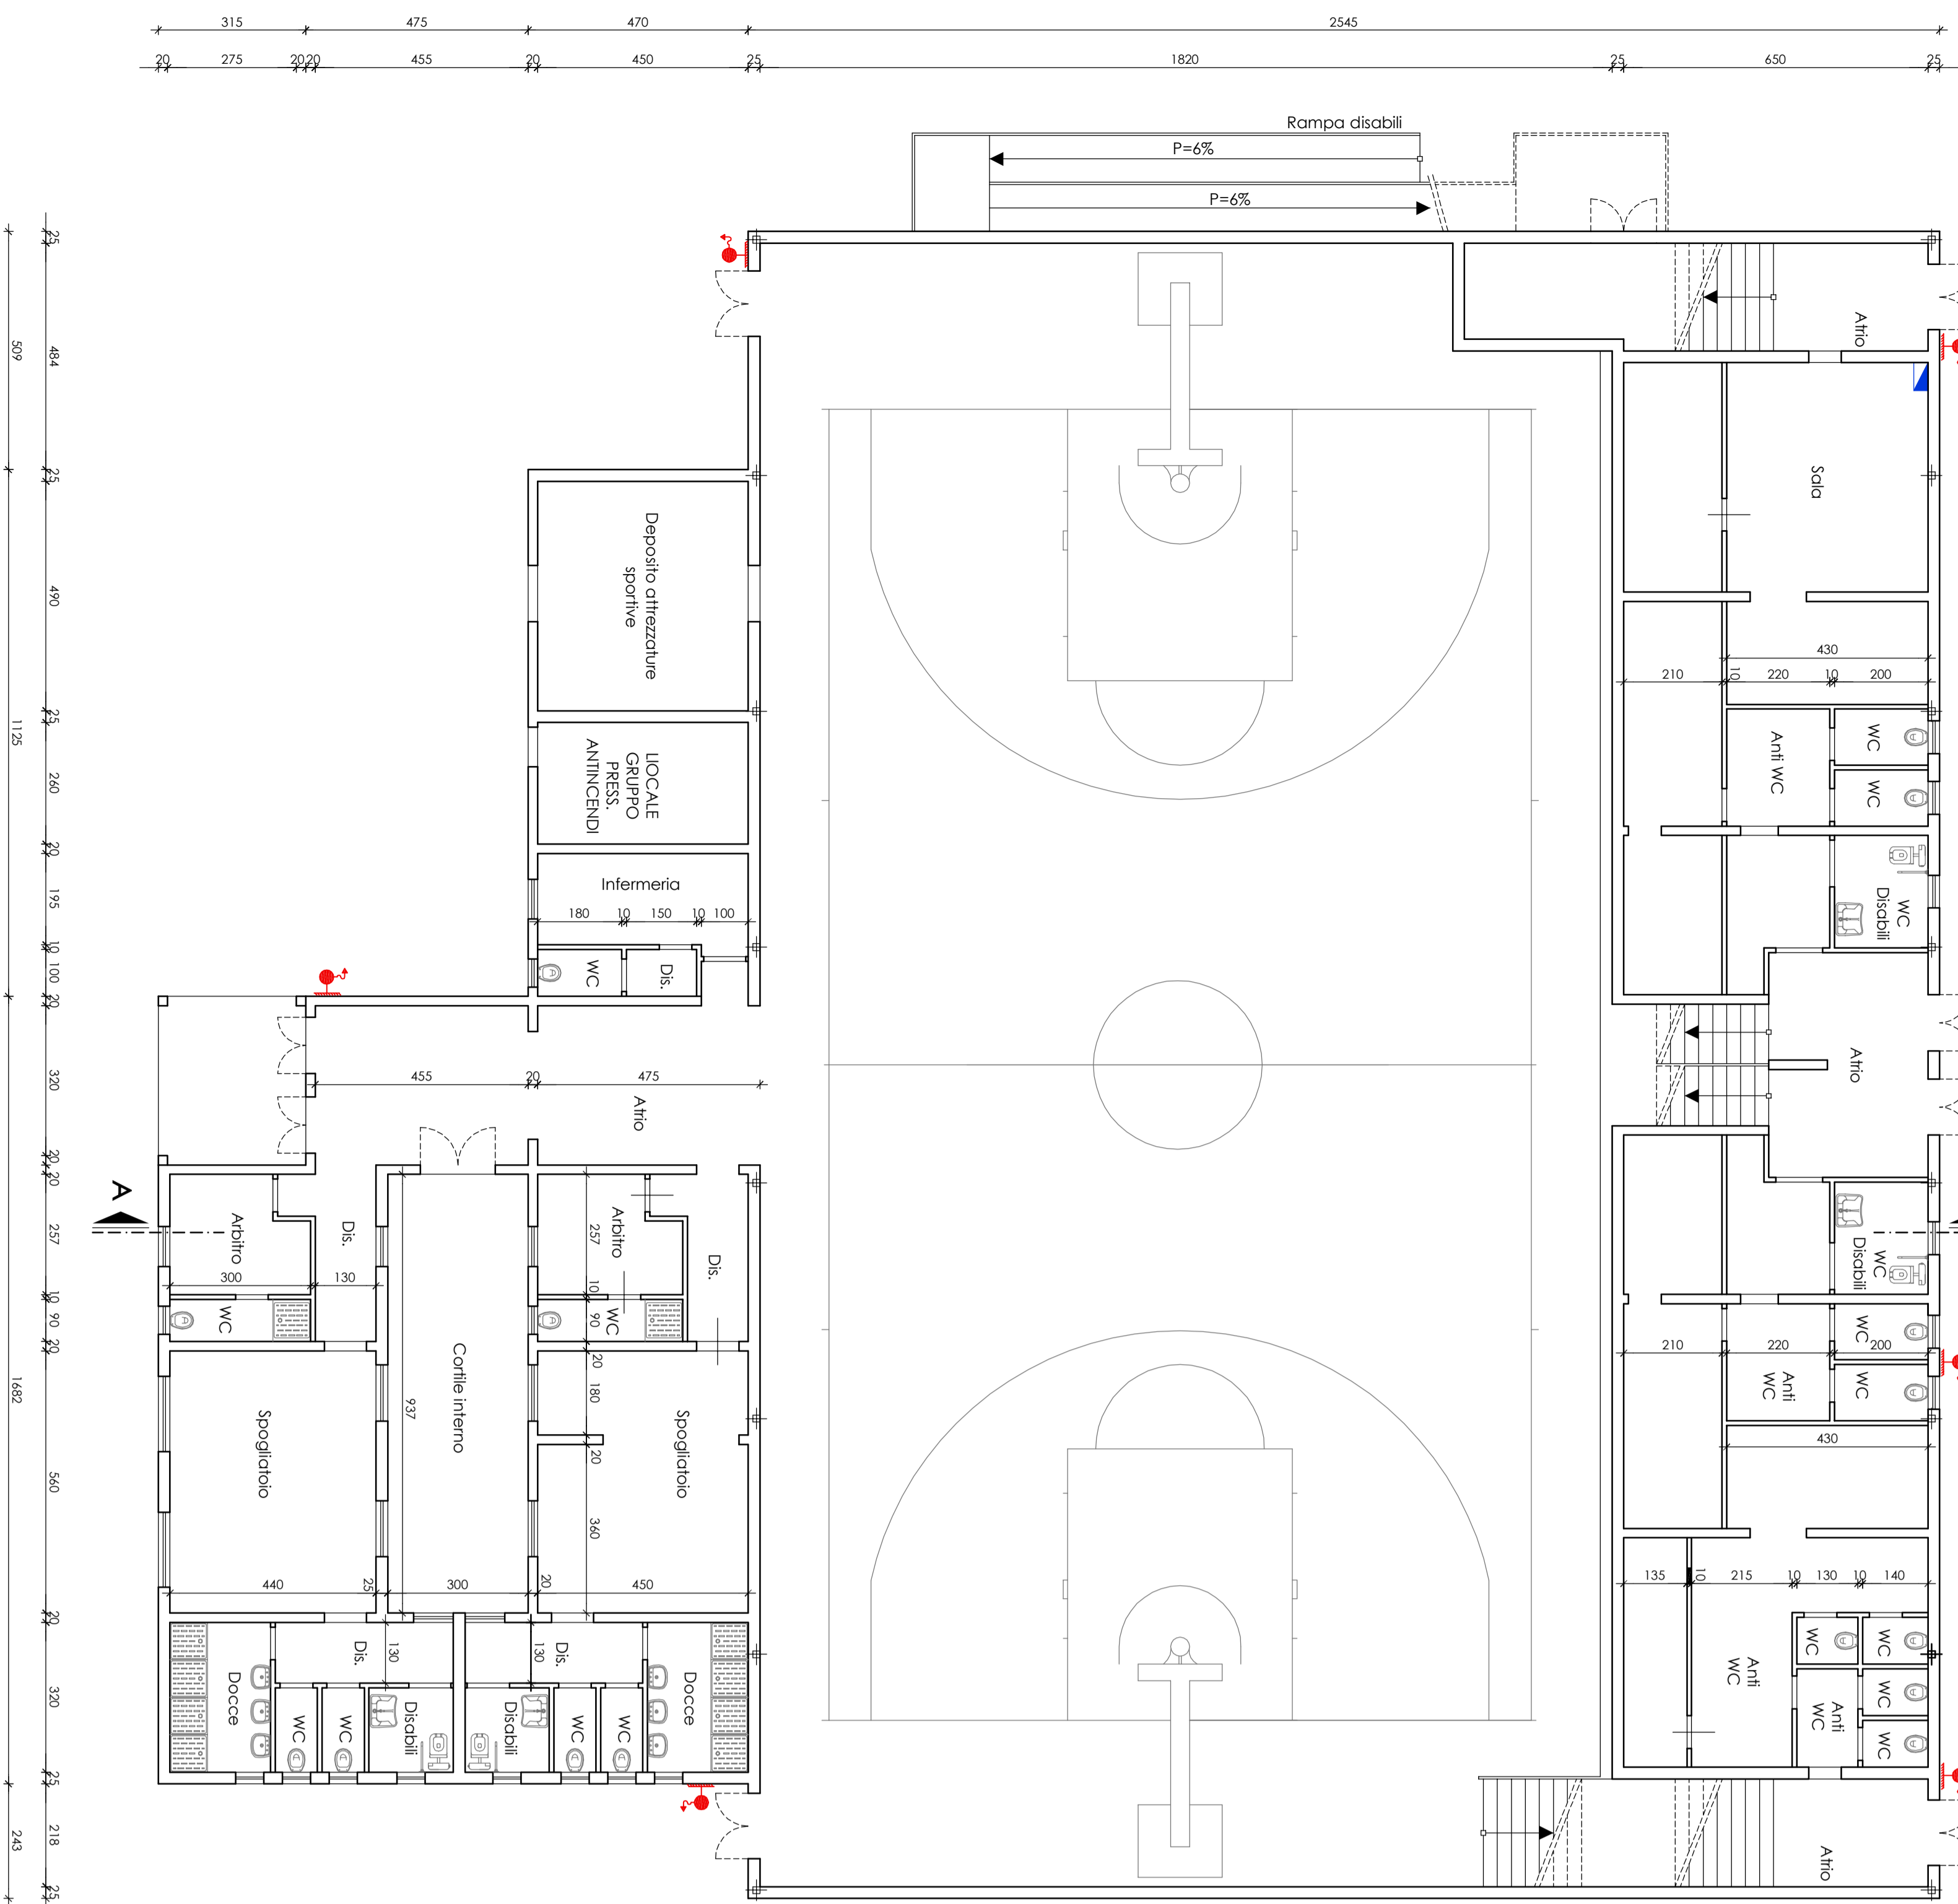 315
475
470
2545
20
275
20
20
455
20
450
25
1820
25
650
25
Rampa disabili
P=6%
P=6%
25
484
25
490
25
260
20
195
10
100
20
320
20
20
257
10
90
20
560
20
320
25
218
25
509
1125
1682
243
Atrio
Sala
430
210
10
220
10
200
Anti WC
WC
WC
WC
Disabili
Deposito attrezzature
sportive
LIOCALE
GRUPPO
PRESS.
ANTINCENDI
Infermeria
180
10
150
10
100
WC
Dis.
455
20
475
Atrio
Atrio
A
Arbitro
Dis.
300
130
WC
257
10
90
Arbitro
WC
Dis.
Cortile interno
937
20
180
20
360
Spogliatoio
Spogliatoio
440
25
300
20
450
WC
Disabili
WC
210
220
200
Anti
WC
WC
430
135
10
215
10
130
10
140
WC
WC
Anti
WC
Anti
WC
WC
WC
Dis.
130
130
Dis.
Docce
WC
WC
Disabili
Disabili
WC
WC
Docce
Atrio